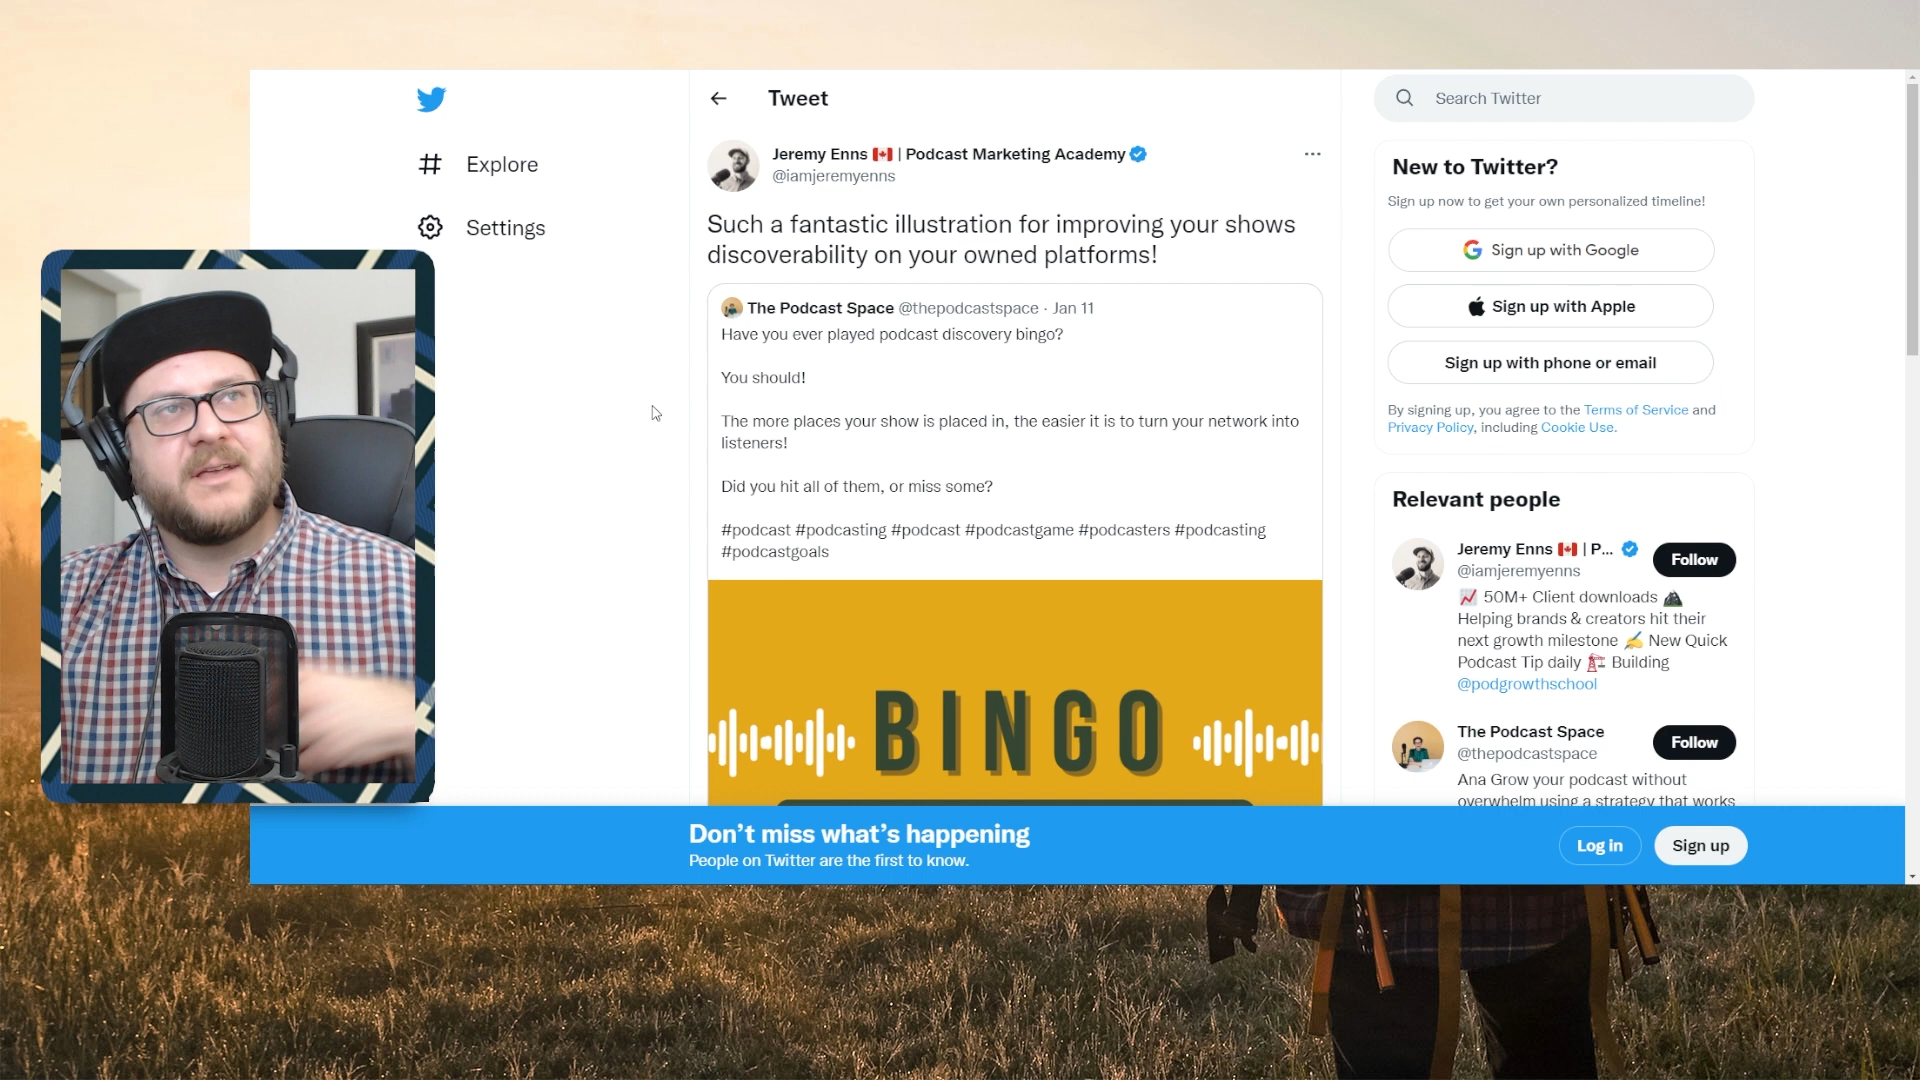 Explore
Settings
Tweet
Jeremy Enns 🇨🇦 | Podcast Marketing Academy
@iamjeremyenns
Such a fantastic illustration for improving your shows
discoverability on your owned platforms!
The Podcast Space @thepodcastspace · Jan 11
Have you ever played podcast discovery bingo?
You should!
The more places your show is placed in, the easier it is to turn your network into
listeners!
Did you hit all of them, or miss some?
#podcast #podcasting #podcast #podcastgame #podcasters #podcasting
#podcastgoals
BINGO
Search Twitter
New to Twitter?
Sign up now to get your own personalized timeline!
Sign up with Google
Sign up with Apple
Sign up with phone or email
By signing up, you agree to the Terms of Service and
Privacy Policy, including Cookie Use.
Relevant people
Jeremy Enns 🇨🇦 | P...
Follow
@iamjeremyenns
📈 50M+ Client downloads 🏔
Helping brands & creators hit their
next growth milestone ✍️ New Quick
Podcast Tip daily 🏗 Building
@podgrowthschool
The Podcast Space
Follow
@thepodcastspace
Ana Grow your podcast without
overwhelm using a strategy that works
Don't miss what's happening
People on Twitter are the first to know.
Log in
Sign up